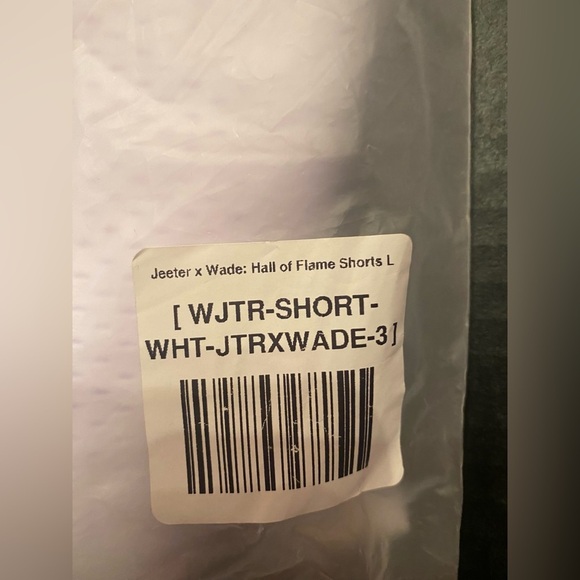 Jeeter x Wade: Hall of Flame Shorts L
[ WJTR-SHORT-
WHT-JTRXWADE-3 ]